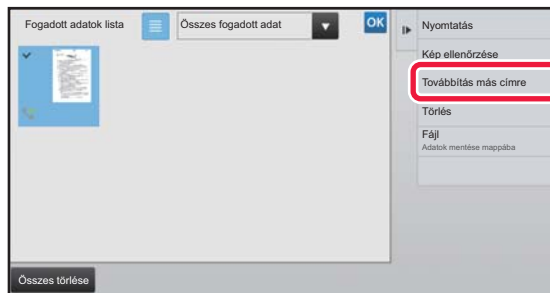 Fogadott adatok lista
Összes fogadott adat
OK
Nyomtatás
Kép ellenőrzése
Továbbítás más címre
Törlés
Fájl
Adatok mentése mappába
Összes törlése